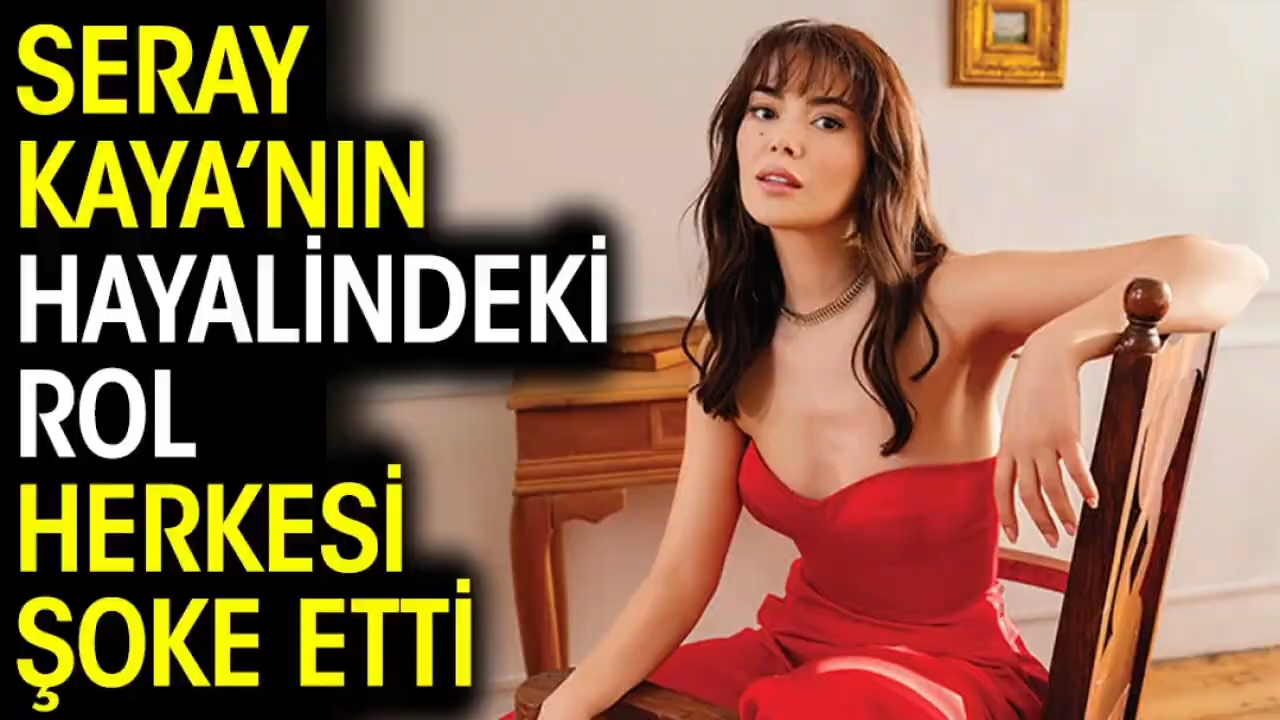 SERAY
KAYA’NIN
HAYALİNDEKİ
ROL
HERKESİ
ŞOKE ETTİ